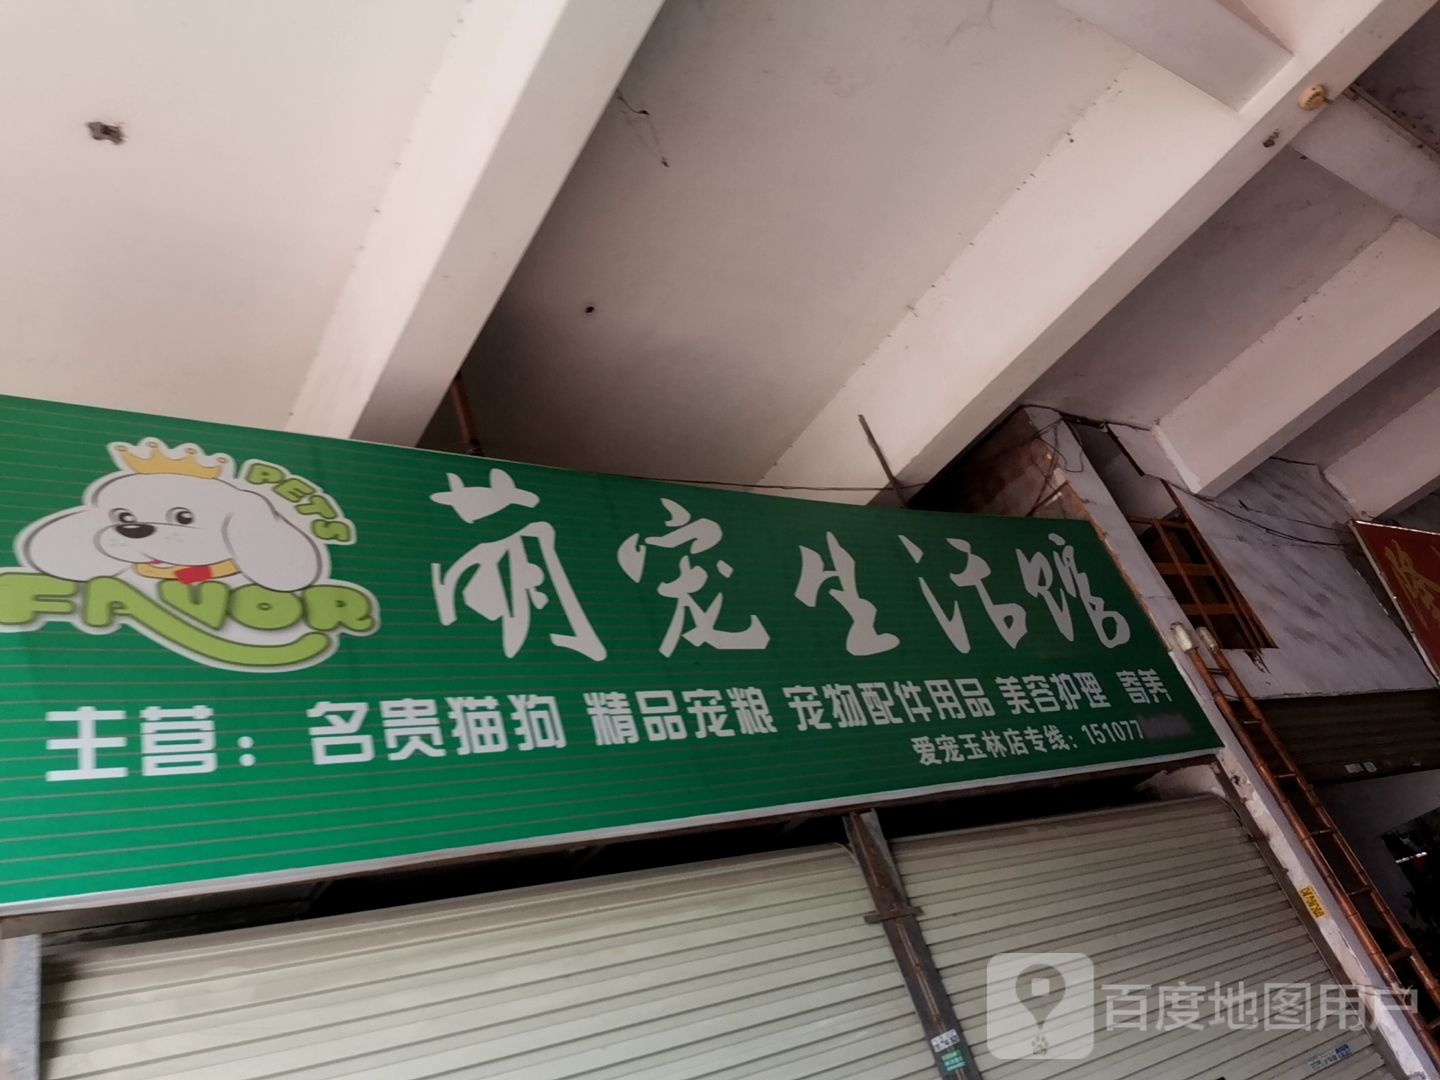 PETS
FAVOR
萌宠生活馆
主营：名贵猫狗 精品宠粮 宠物配件用品 美容护理 寄养
爱宠玉林店专线：151077
百度地图用户